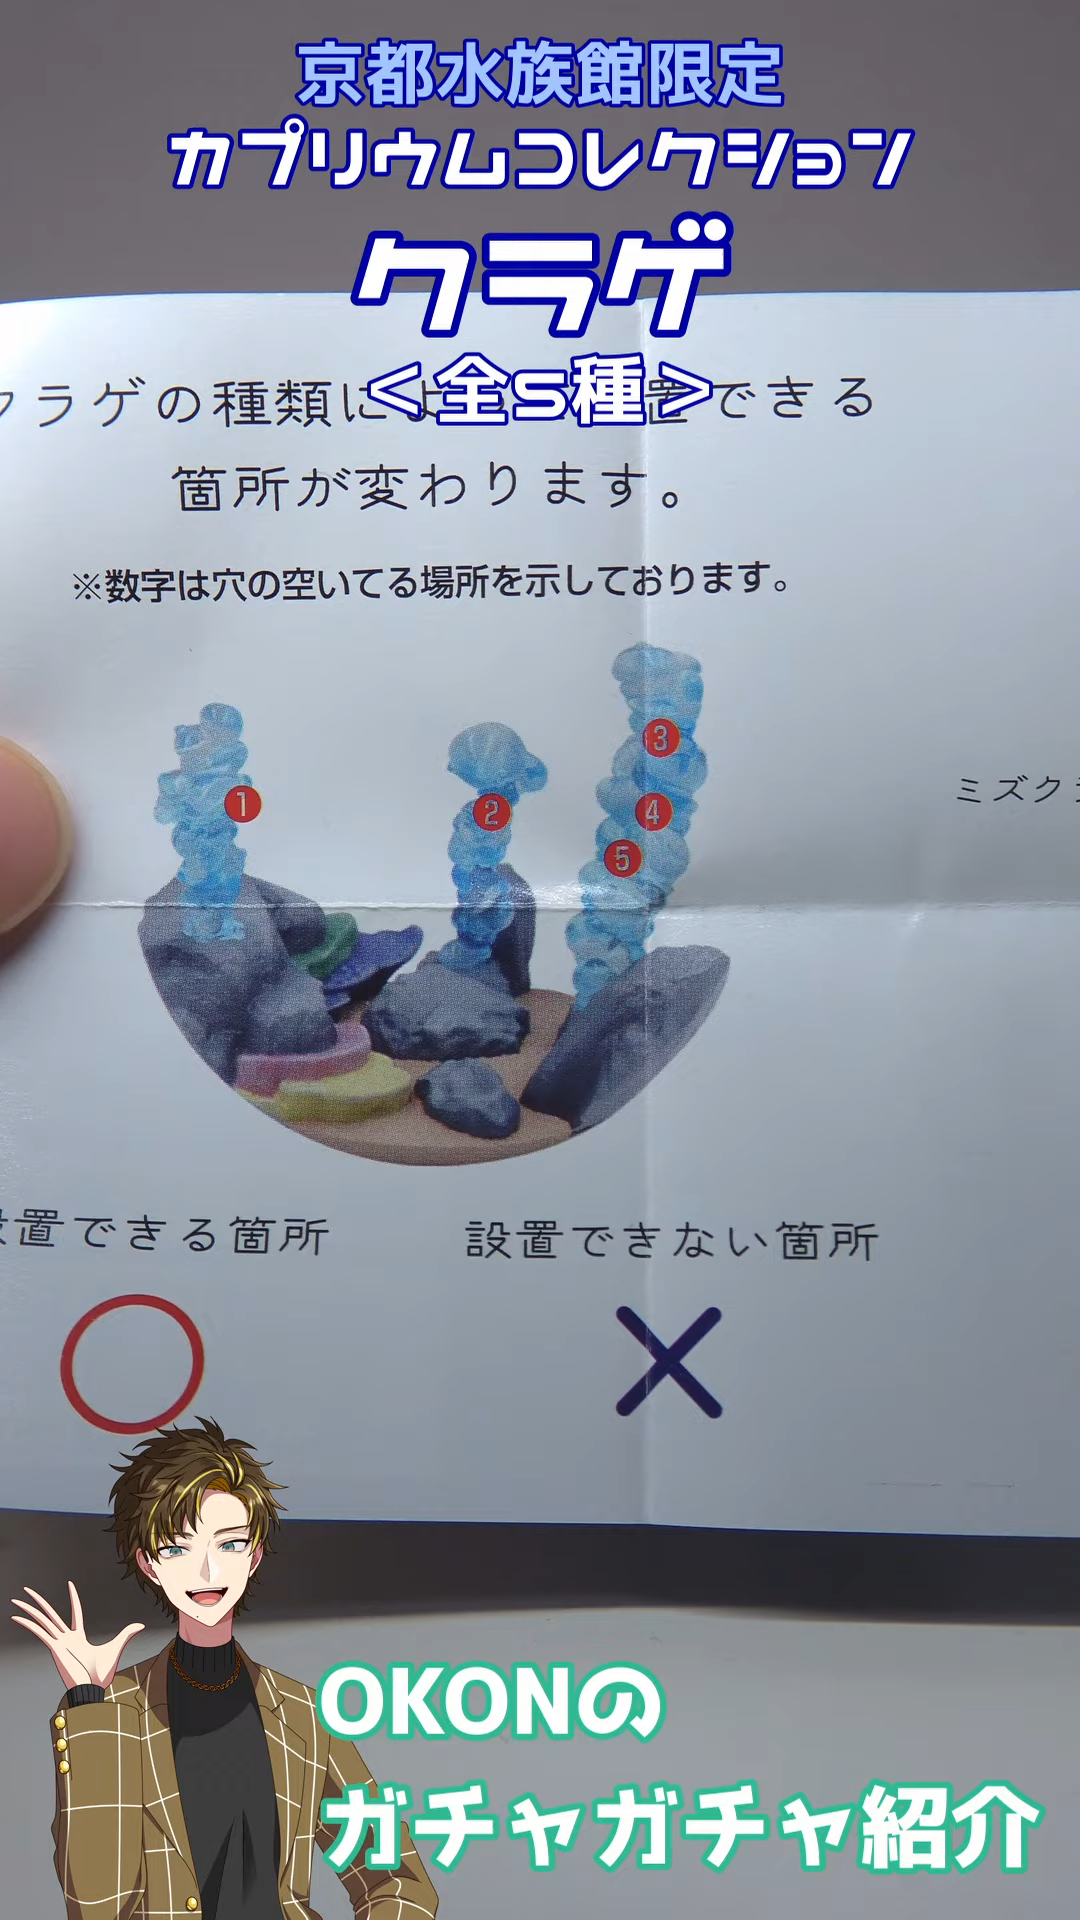 京都水族館限定
カプリウムコレクション
クラゲ
<全5種>
クラゲの種類によ 置できる
箇所が変わります。
※数字は穴の空いてる場所を示しております。
3
1
2
4
5
ミズク
置できる箇所
設置できない箇所
OKONの
ガチャガチャ紹介